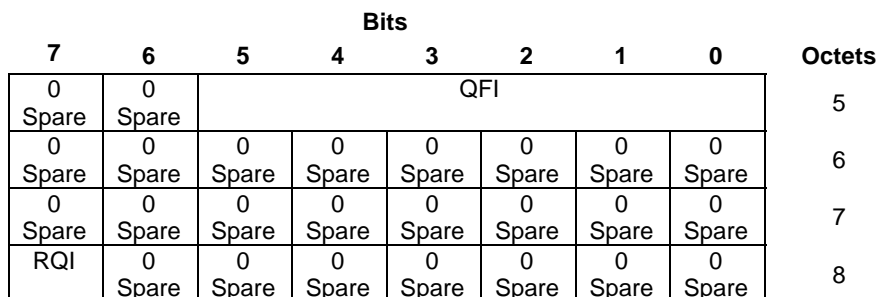 Bits
7 6 5 4 3 2 1 0 Octets
0 0 QFI 5
Spare Spare
0 0 0 0 0 0 0 0 6
Spare Spare Spare Spare Spare Spare Spare Spare
0 0 0 0 0 0 0 0 7
Spare Spare Spare Spare Spare Spare Spare Spare
RQI 0 0 0 0 0 0 0 8
Spare Spare Spare Spare Spare Spare Spare